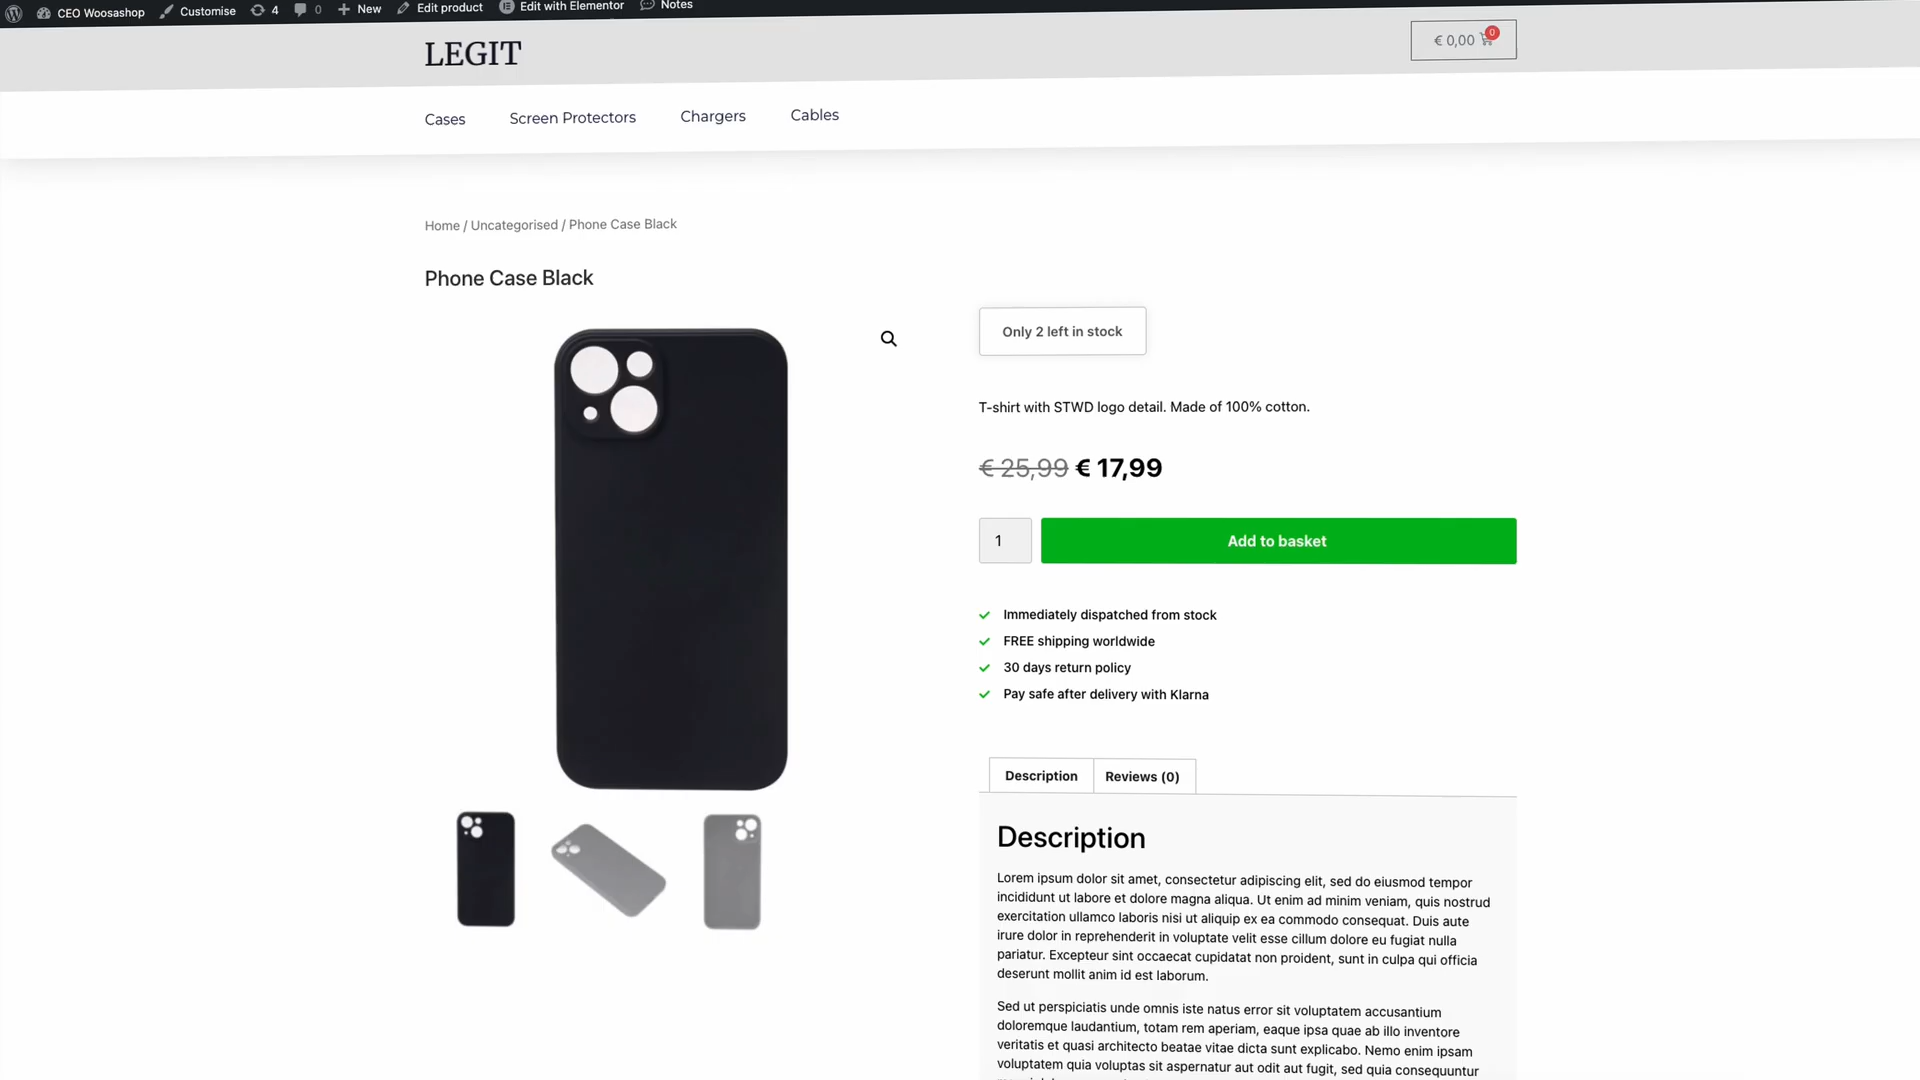 CEO Woosashop Customise 4 0 New Edit product Edit with Elementor Notes
LEGIT
€ 0,00 0
Cases Screen Protectors Chargers Cables
Home / Uncategorised / Phone Case Black
Phone Case Black
Only 2 left in stock
T-shirt with STWD logo detail. Made of 100% cotton.
€ 25,99 € 17,99
1 Add to basket
Immediately dispatched from stock
FREE shipping worldwide
30 days return policy
Pay safe after delivery with Klarna
Description Reviews (0)
Description
Lorem ipsum dolor sit amet, consectetur adipiscing elit, sed do eiusmod tempor
incididunt ut labore et dolore magna aliqua. Ut enim ad minim veniam, quis nostrud
exercitation ullamco laboris nisi ut aliquip ex ea commodo consequat. Duis aute
irure dolor in reprehenderit in voluptate velit esse cillum dolore eu fugiat nulla
pariatur. Excepteur sint occaecat cupidatat non proident, sunt in culpa qui officia
deserunt mollit anim id est laborum.
Sed ut perspiciatis unde omnis iste natus error sit voluptatem accusantium
doloremque laudantium, totam rem aperiam, eaque ipsa quae ab illo inventore
veritatis et quasi architecto beatae vitae dicta sunt explicabo. Nemo enim ipsam
voluptatem quia voluptas sit aspernatur aut odit aut fugit, sed quia consequuntur